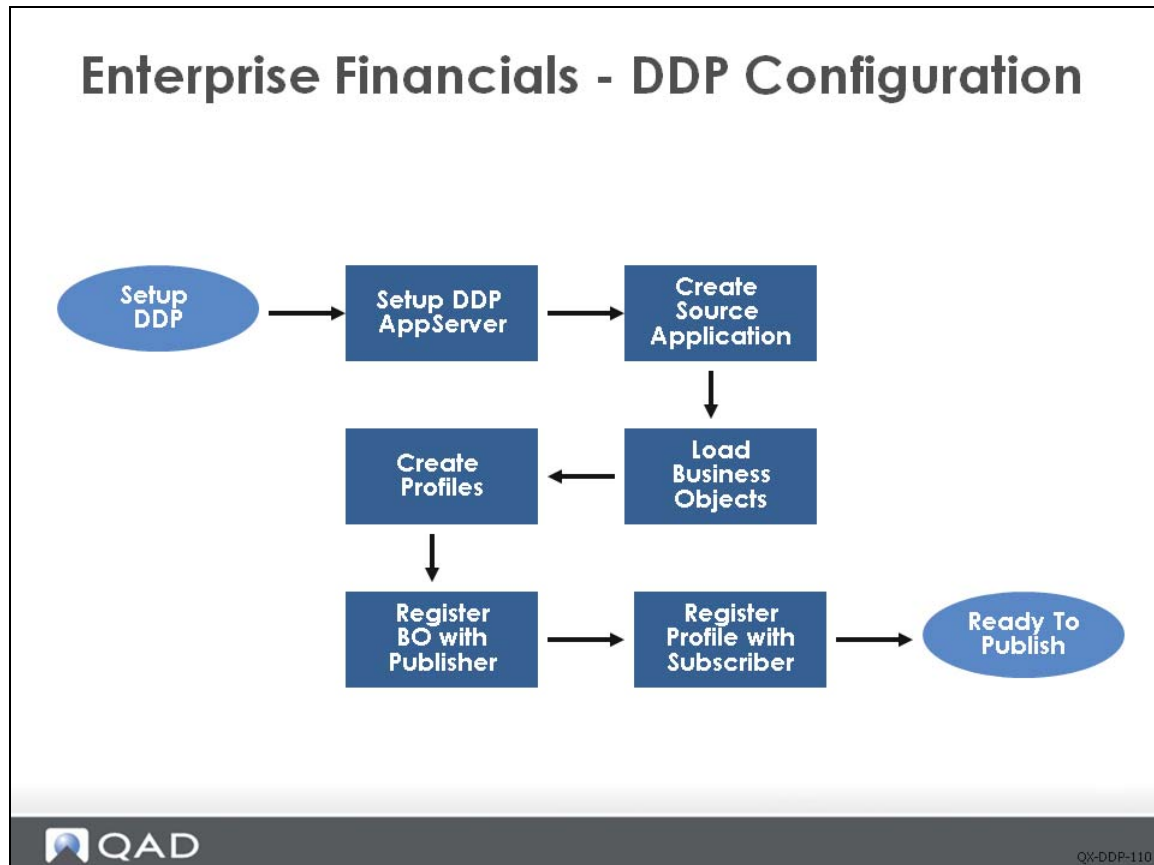 Enterprise Financials - DDP Configuration
Setup
DDP
Setup DDP
AppServer
Create
Source
Application
Load
Business
Objects
Create
Profiles
Register
BO with
Publisher
Register
Profile with
Subscriber
Ready To
Publish
QAD
QX-DDP-110